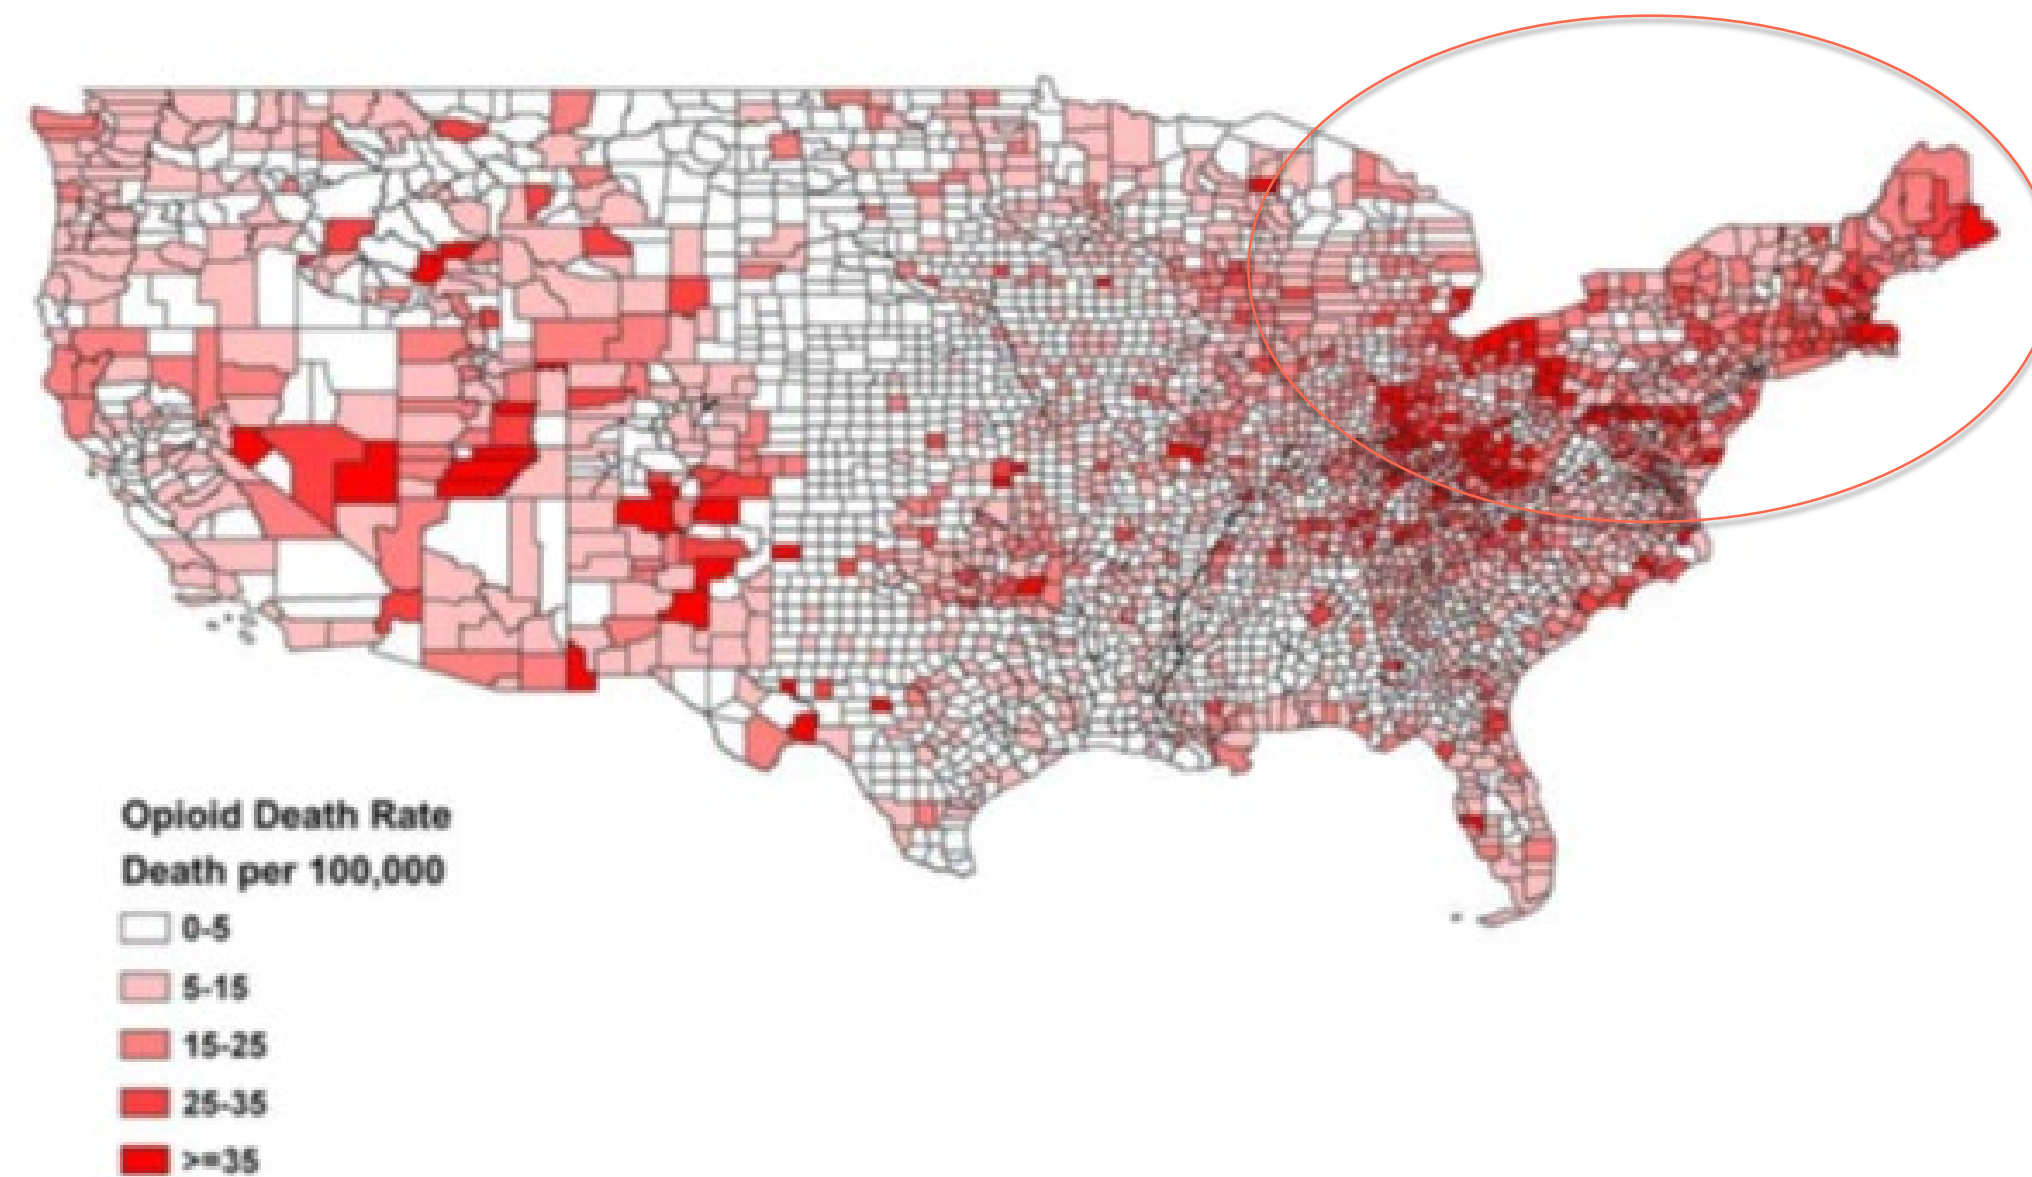 Opioid Death Rate
Death per 100,000
0-5
5-15
15-25
25-35
>=35